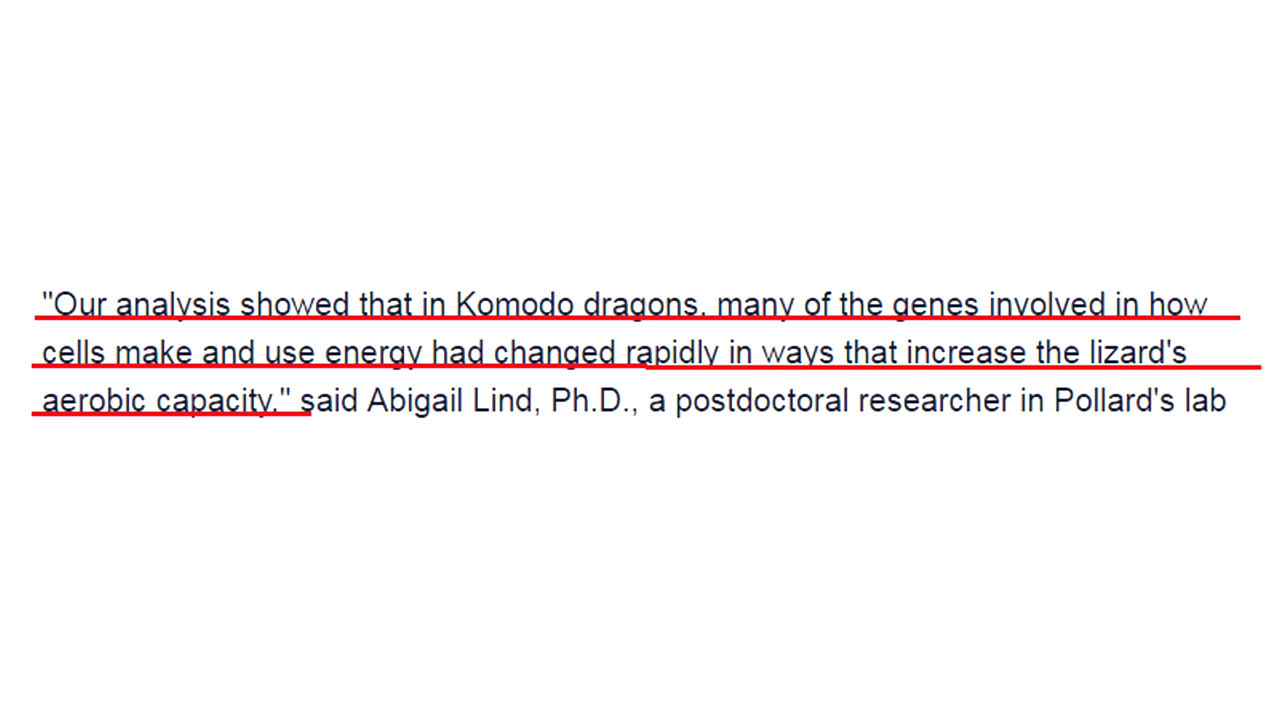 "Our analysis showed that in Komodo dragons, many of the genes involved in how
cells make and use energy had changed rapidly in ways that increase the lizard's
aerobic capacity," said Abigail Lind, Ph.D., a postdoctoral researcher in Pollard's lab